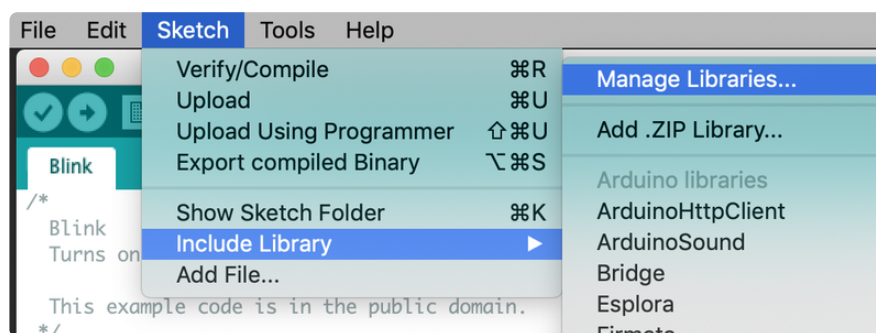 File Edit Sketch Tools Help
Verify/Compile ⌘R
Upload ⌘U
Upload Using Programmer ⇧⌘U
Export compiled Binary ⌥⌘S
Show Sketch Folder ⌘K
Include Library ▶
Add File...
Manage Libraries...
Add .ZIP Library...
Arduino libraries
ArduinoHttpClient
ArduinoSound
Bridge
Esplora
Blink
/*
Blink
Turns on
This example code is in the public domain.
*/